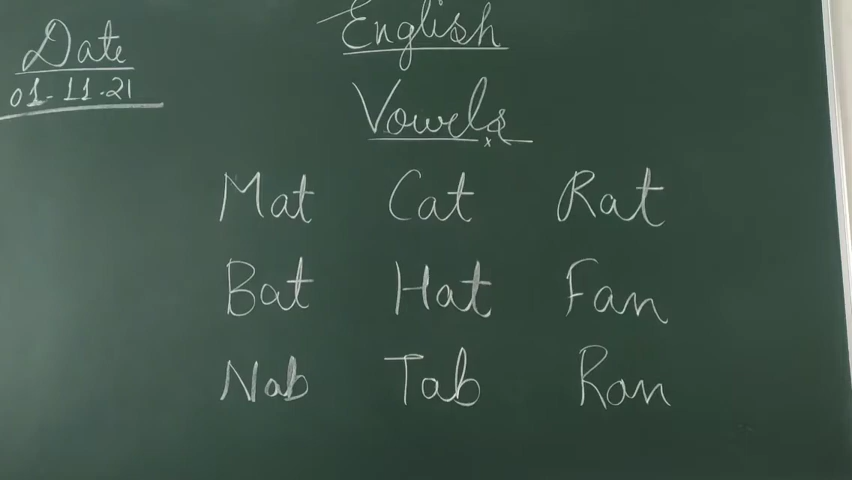 English
Date
01-11-21
Vowels
Mat Cat Rat
Bat Hat Fan
Nab Tab Ran